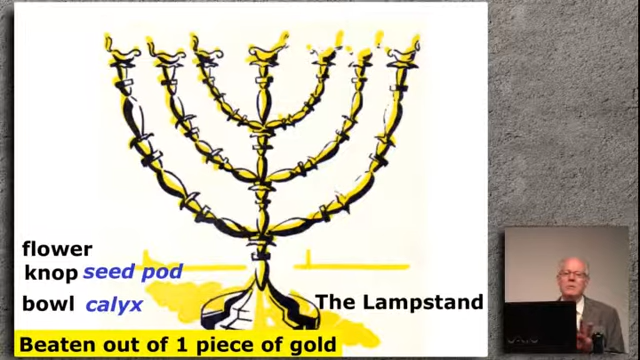 flower
knop seed pod
bowl calyx
The Lampstand
Beaten out of 1 piece of gold